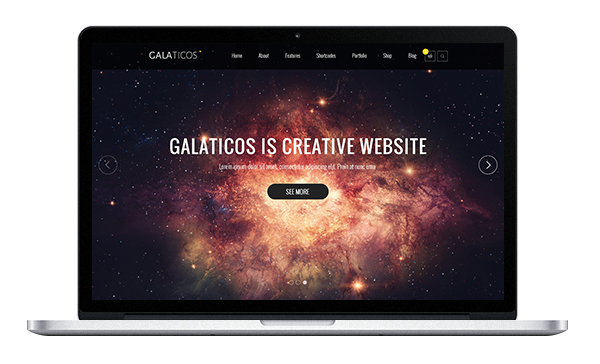 GALATICOS
Home About Features Shortcodes Portfolio Shop Blog
GALATICOS IS CREATIVE WEBSITE
Lorem ipsum dolor sit amet, consectetur adipiscing elit. Proin at nunc urna
SEE MORE